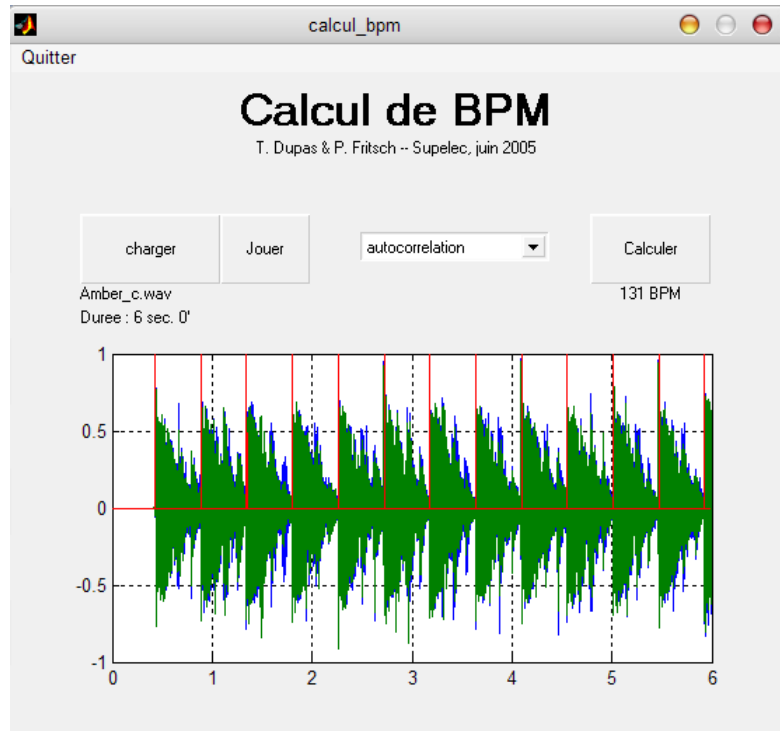 calcul_bpm
Quitter
Calcul de BPM
T. Dupas & P. Fritsch -- Supelec, juin 2005
charger Jouer autocorrelation Calculer
Amber_c.wav 131 BPM
Duree : 6 sec. 0'
1
0.5
0
-0.5
-1
0 1 2 3 4 5 6